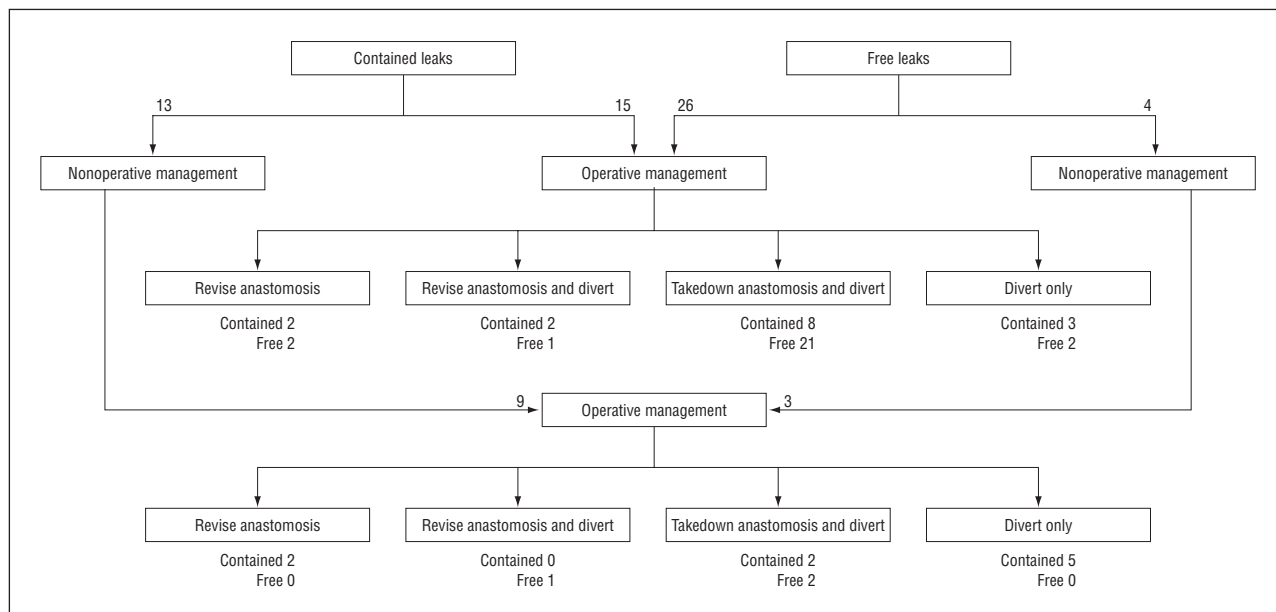 Contained leaks
Free leaks
13
15
26
4
Nonoperative management
Operative management
Nonoperative management
Revise anastomosis
Revise anastomosis and divert
Takedown anastomosis and divert
Divert only
Contained 2
Free 2
Contained 2
Free 1
Contained 8
Free 21
Contained 3
Free 2
9
Operative management
3
Revise anastomosis
Revise anastomosis and divert
Takedown anastomosis and divert
Divert only
Contained 2
Free 0
Contained 0
Free 1
Contained 2
Free 2
Contained 5
Free 0